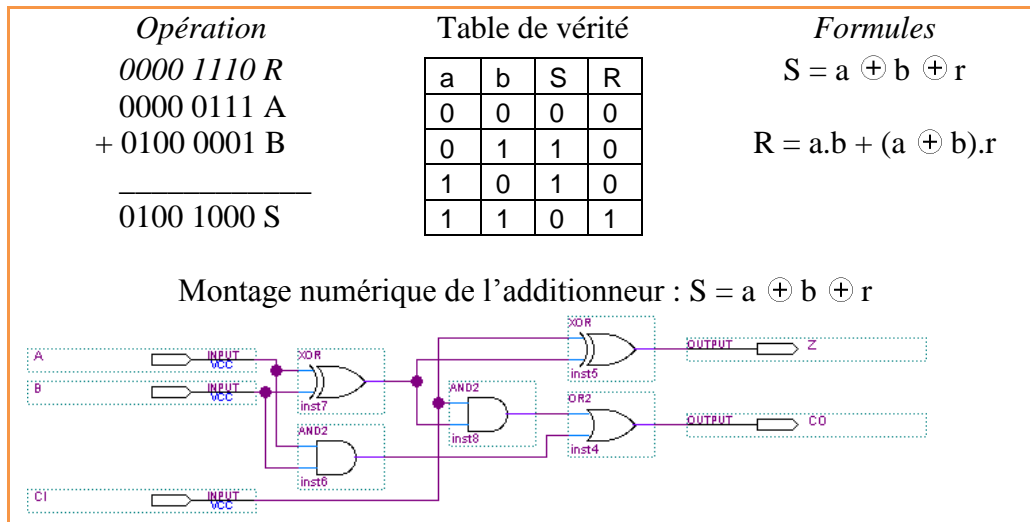 Opération
0000 1110 R
0000 0111 A
+ 0100 0001 B
____________
0100 1000 S
Table de vérité
a b S R
0 0 0 0
0 1 1 0
1 0 1 0
1 1 0 1
Formules
S = a ⊕ b ⊕ r
R = a.b + (a ⊕ b).r
Montage numérique de l’additionneur : S = a ⊕ b ⊕ r
A INPUT VCC
B INPUT VCC
XOR
inst7
AND2
inst6
AND2
inst8
XOR
inst5
OR2
inst4
OUTPUT Z
OUTPUT CO
CI INPUT VCC